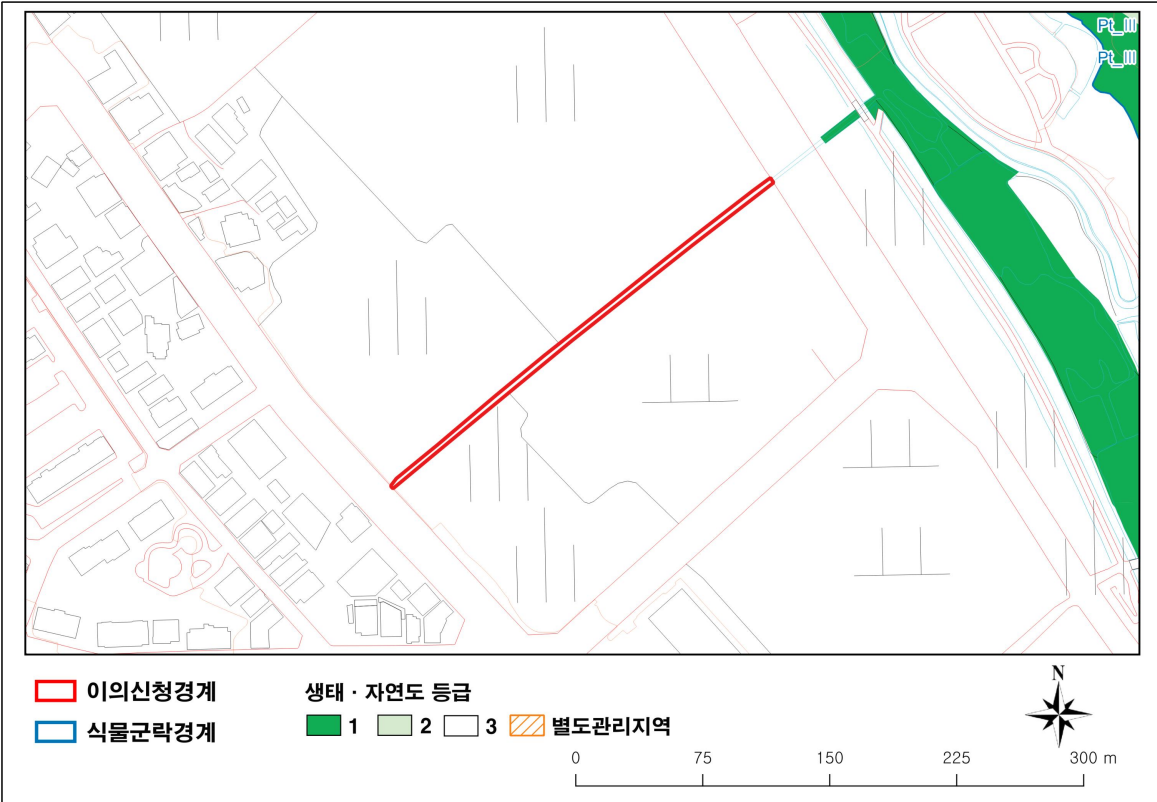 Pt_III
Pt_III
이의신청경계
식물군락경계
생태 · 자연도 등급
1 2 3 별도관리지역
N
0 75 150 225 300 m